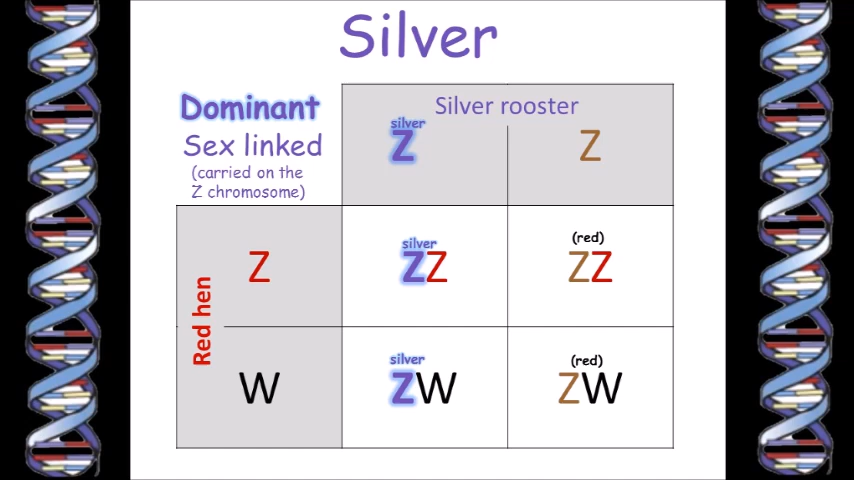 Silver
Dominant
Sex linked
(carried on the
Z chromosome)
Silver rooster
silver
Z
Z
Red hen
Z
silver
ZZ
(red)
ZZ
W
silver
ZW
(red)
ZW